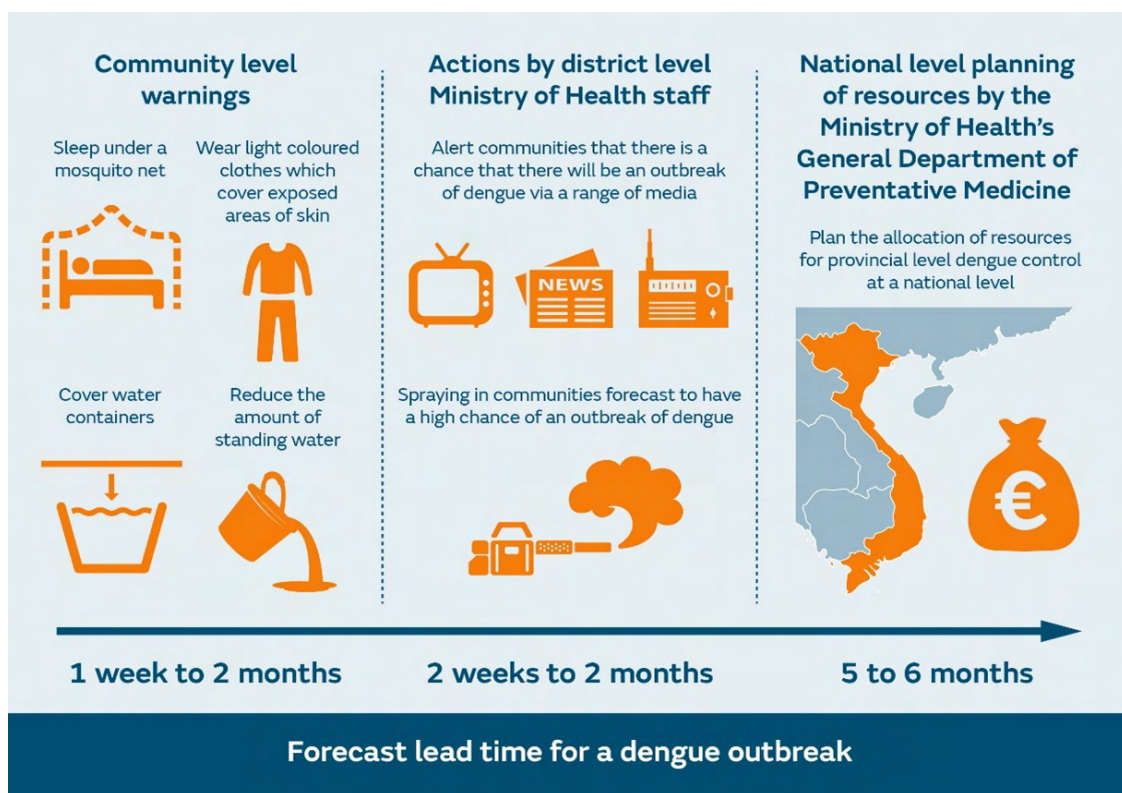 Community level
warnings
Sleep under a
mosquito net
Wear light coloured
clothes which
cover exposed
areas of skin
Cover water
containers
Reduce the
amount of
standing water
Actions by district level
Ministry of Health staff
Alert communities that there is a
chance that there will be an outbreak
of dengue via a range of media
NEWS
Spraying in communities forecast to have
a high chance of an outbreak of dengue
National level planning
of resources by the
Ministry of Health’s
General Department of
Preventative Medicine
Plan the allocation of resources
for provincial level dengue control
at a national level
€
1 week to 2 months
2 weeks to 2 months
5 to 6 months
Forecast lead time for a dengue outbreak